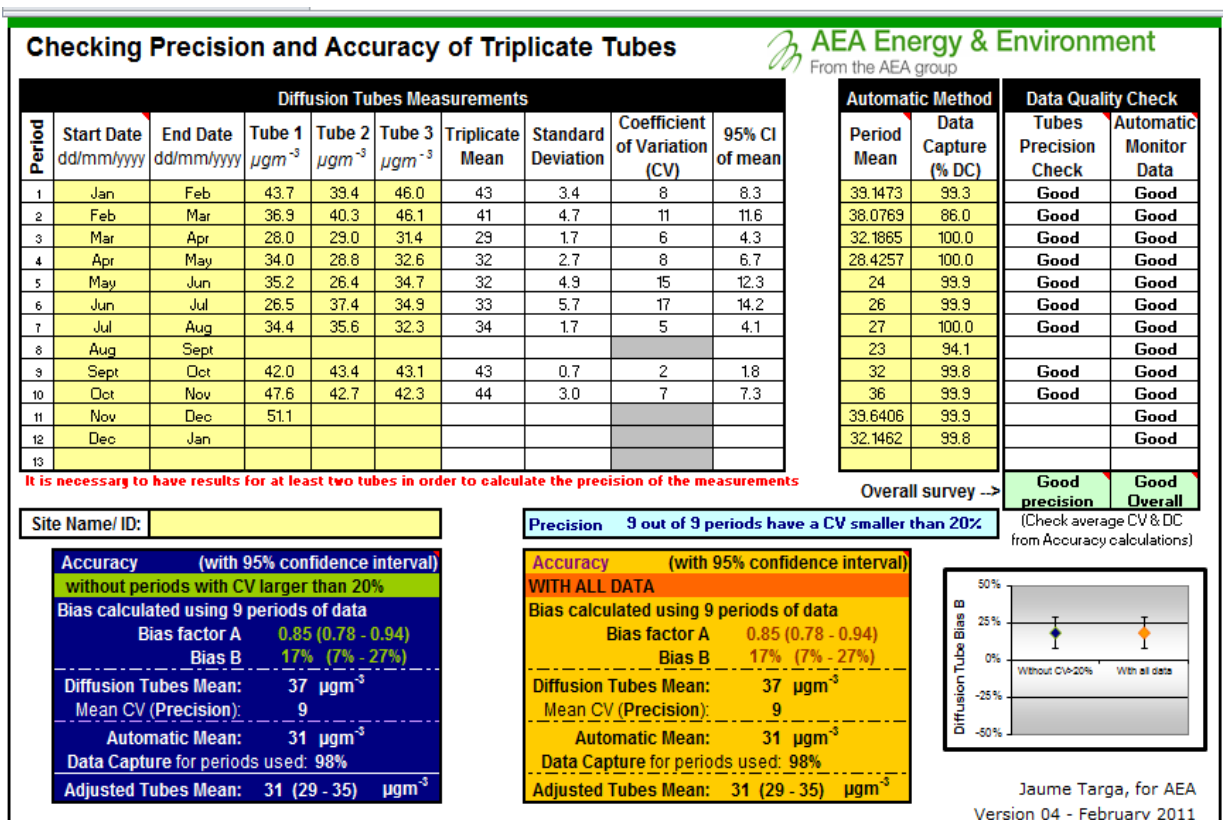 Checking Precision and Accuracy of Triplicate Tubes
AEA Energy & Environment
From the AEA group
Diffusion Tubes Measurements
Automatic Method
Data Quality Check
Period Start Date dd/mm/yyyy End Date dd/mm/yyyy Tube 1 µgm-3 Tube 2 µgm-3 Tube 3 µgm-3 Triplicate Mean Standard Deviation Coefficient of Variation (CV) 95% CI of mean Period Mean Data Capture (% DC) Tubes Precision Check Automatic Monitor Data
1 Jan Feb 43.7 39.4 46.0 43 3.4 8 8.3 39.1473 99.3 Good Good
2 Feb Mar 36.9 40.3 46.1 41 4.7 11 11.6 38.0769 86.0 Good Good
3 Mar Apr 28.0 29.0 31.4 29 1.7 6 4.3 32.1865 100.0 Good Good
4 Apr May 34.0 28.8 32.6 32 2.7 8 6.7 28.4257 100.0 Good Good
5 May Jun 35.2 26.4 34.7 32 4.9 15 12.3 24 99.9 Good Good
6 Jun Jul 26.5 37.4 34.9 33 5.7 17 14.2 26 99.9 Good Good
7 Jul Aug 34.4 35.6 32.3 34 1.7 5 4.1 27 100.0 Good Good
8 Aug Sept 23 94.1 Good
9 Sept Oct 42.0 43.4 43.1 43 0.7 2 1.8 32 99.8 Good Good
10 Oct Nov 47.6 42.7 42.3 44 3.0 7 7.3 36 99.9 Good Good
11 Nov Dec 51.1 39.6406 99.9 Good
12 Dec Jan 32.1462 99.8 Good
13
It is necessary to have results for at least two tubes in order to calculate the precision of the measurements
Overall survey --> Good precision Good Overall
Site Name/ ID:
Precision 9 out of 9 periods have a CV smaller than 20%
(Check average CV & DC
from Accuracy calculations)
Accuracy (with 95% confidence interval)
without periods with CV larger than 20%
Bias calculated using 9 periods of data
Bias factor A 0.85 (0.78 - 0.94)
Bias B 17% (7% - 27%)
Diffusion Tubes Mean: 37 µgm-3
Mean CV (Precision): 9
Automatic Mean: 31 µgm-3
Data Capture for periods used: 98%
Adjusted Tubes Mean: 31 (29 - 35) µgm-3
Accuracy (with 95% confidence interval)
WITH ALL DATA
Bias calculated using 9 periods of data
Bias factor A 0.85 (0.78 - 0.94)
Bias B 17% (7% - 27%)
Diffusion Tubes Mean: 37 µgm-3
Mean CV (Precision): 9
Automatic Mean: 31 µgm-3
Data Capture for periods used: 98%
Adjusted Tubes Mean: 31 (29 - 35) µgm-3
Diffusion Tube Bias B
50%
25%
0%
-25%
-50%
Without CV>20% With all data
Jaume Targa, for AEA
Version 04 - February 2011